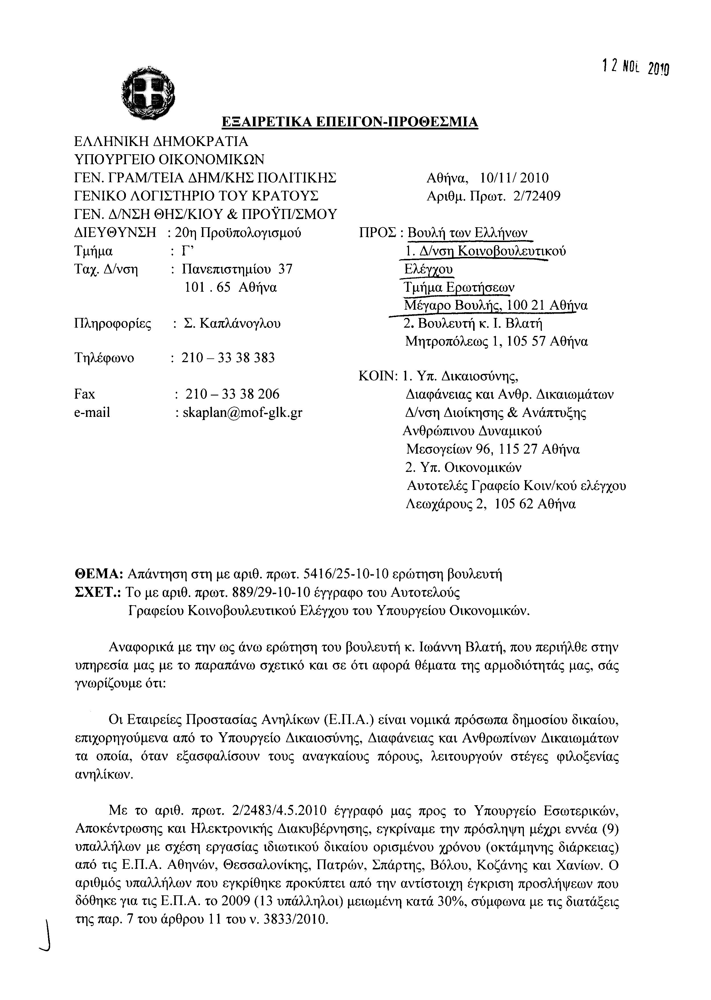 12 ΝΟΕ 2010
ΕΞΑΙΡΕΤΙΚΑ ΕΠΕΙΓΟΝ-ΠΡΟΘΕΣΜΙΑ
ΕΛΛΗΝΙΚΗ ΔΗΜΟΚΡΑΤΙΑ
ΥΠΟΥΡΓΕΙΟ ΟΙΚΟΝΟΜΙΚΩΝ
ΓΕΝ. ΓΡΑΜ/ΤΕΙΑ ΔΗΜ/ΚΗΣ ΠΟΛΙΤΙΚΗΣ
ΓΕΝΙΚΟ ΛΟΓΙΣΤΗΡΙΟ ΤΟΥ ΚΡΑΤΟΥΣ
ΓΕΝ. Δ/ΝΣΗ ΘΗΣ/ΚΙΟΥ & ΠΡΟΫΠ/ΣΜΟΥ
ΔΙΕΥΘΥΝΣΗ : 20η Προϋπολογισμού
Τμήμα : Γ’
Ταχ. Δ/νση : Πανεπιστημίου 37
101 . 65 Αθήνα
Πληροφορίες : Σ. Καπλάνογλου
Τηλέφωνο : 210 – 33 38 383
Fax : 210 – 33 38 206
e-mail : skaplan@mof-glk.gr
Αθήνα, 10/11/ 2010
Αριθμ. Πρωτ. 2/72409
ΠΡΟΣ : Βουλή των Ελλήνων
1. Δ/νση Κοινοβουλευτικού
Ελέγχου
Τμήμα Ερωτήσεων
Μέγαρο Βουλής, 100 21 Αθήνα
2. Βουλευτή κ. Ι. Βλατή
Μητροπόλεως 1, 105 57 Αθήνα
ΚΟΙΝ: 1. Υπ. Δικαιοσύνης,
Διαφάνειας και Ανθρ. Δικαιωμάτων
Δ/νση Διοίκησης & Ανάπτυξης
Ανθρώπινου Δυναμικού
Μεσογείων 96, 115 27 Αθήνα
2. Υπ. Οικονομικών
Αυτοτελές Γραφείο Κοιν/κού ελέγχου
Λεωχάρους 2, 105 62 Αθήνα
ΘΕΜΑ: Απάντηση στη με αριθ. πρωτ. 5416/25-10-10 ερώτηση βουλευτή
ΣΧΕΤ.: Το με αριθ. πρωτ. 889/29-10-10 έγγραφο του Αυτοτελούς
Γραφείου Κοινοβουλευτικού Ελέγχου του Υπουργείου Οικονομικών.
Αναφορικά με την ως άνω ερώτηση του βουλευτή κ. Ιωάννη Βλατή, που περιήλθε στην
υπηρεσία μας με το παραπάνω σχετικό και σε ότι αφορά θέματα της αρμοδιότητάς μας, σάς
γνωρίζουμε ότι:
Οι Εταιρείες Προστασίας Ανηλίκων (Ε.Π.Α.) είναι νομικά πρόσωπα δημοσίου δικαίου,
επιχορηγούμενα από το Υπουργείο Δικαιοσύνης, Διαφάνειας και Ανθρωπίνων Δικαιωμάτων
τα οποία, όταν εξασφαλίσουν τους αναγκαίους πόρους, λειτουργούν στέγες φιλοξενίας
ανηλίκων.
Με το αριθ. πρωτ. 2/2483/4.5.2010 έγγραφό μας προς το Υπουργείο Εσωτερικών,
Αποκέντρωσης και Ηλεκτρονικής Διακυβέρνησης, εγκρίναμε την πρόσληψη μέχρι εννέα (9)
υπαλλήλων με σχέση εργασίας ιδιωτικού δικαίου ορισμένου χρόνου (οκτάμηνης διάρκειας)
από τις Ε.Π.Α. Αθηνών, Θεσσαλονίκης, Πατρών, Σπάρτης, Βόλου, Κοζάνης και Χανίων. Ο
αριθμός υπαλλήλων που εγκρίθηκε προκύπτει από την αντίστοιχη έγκριση προσλήψεων που
δόθηκε για τις Ε.Π.Α. το 2009 (13 υπάλληλοι) μειωμένη κατά 30%, σύμφωνα με τις διατάξεις
της παρ. 7 του άρθρου 11 του ν. 3833/2010.